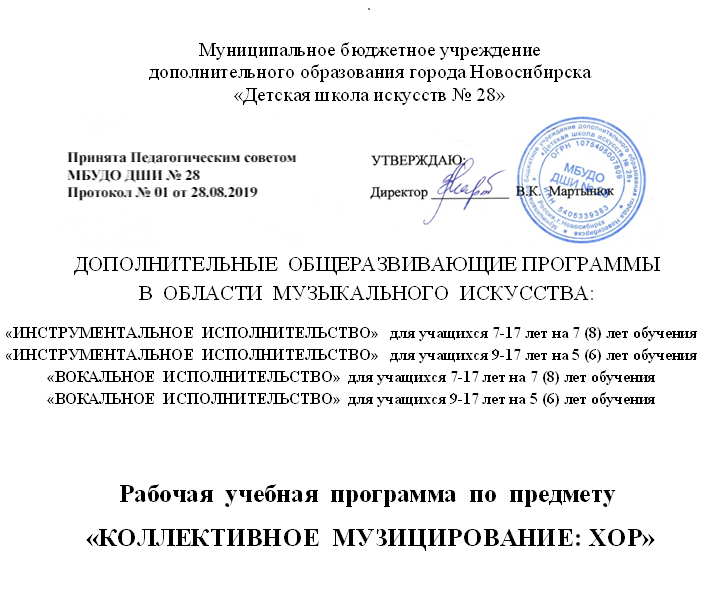 Муниципальное бюджетное учреждение
дополнительного образования города Новосибирска
«Детская школа искусств № 28»
Принята Педагогическим советом
МБУДО ДШИ № 28
Протокол № 01 от 28.08.2019
УТВЕРЖДАЮ:
Директор ___________ В.К. Мартынюк
МБУДО
ДШИ № 28
ДОПОЛНИТЕЛЬНЫЕ ОБЩЕРАЗВИВАЮЩИЕ ПРОГРАММЫ
В ОБЛАСТИ МУЗЫКАЛЬНОГО ИСКУССТВА:
«ИНСТРУМЕНТАЛЬНОЕ ИСПОЛНИТЕЛЬСТВО» для учащихся 7-17 лет на 7 (8) лет обучения
«ИНСТРУМЕНТАЛЬНОЕ ИСПОЛНИТЕЛЬСТВО» для учащихся 9-17 лет на 5 (6) лет обучения
«ВОКАЛЬНОЕ ИСПОЛНИТЕЛЬСТВО» для учащихся 7-17 лет на 7 (8) лет обучения
«ВОКАЛЬНОЕ ИСПОЛНИТЕЛЬСТВО» для учащихся 9-17 лет на 5 (6) лет обучения
Рабочая учебная программа по предмету
«КОЛЛЕКТИВНОЕ МУЗИЦИРОВАНИЕ: ХОР»